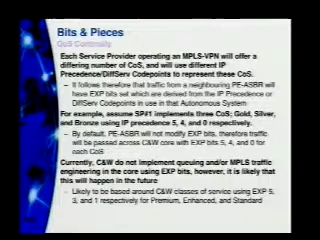 Bits & Pieces
CoS Continuity
Each Service Provider operating an MPLS-VPN will offer a
differing number of CoS, and will use different IP
Precedence/DiffServ Codepoints to represent these CoS.
– It follows therefore that traffic from a neighbouring PE-ASBR will
have EXP bits set which are derived from the IP Precedence or
DiffServ Codepoints in use in that Autonomous System
For example, assume SP#1 implements three CoS; Gold, Silver,
and Bronze using IP precedence 5, 4, and 0 respectively.
– By default, PE-ASBR will not modify EXP bits, therefore traffic
will be passed across C&W core with EXP bits 5, 4, and 0 for
each CoS
Currently, C&W do not implement queuing and/or MPLS traffic
engineering in the core using EXP bits, however, it is likely that
this will happen in the future
– Likely to be based around C&W classes of service using EXP 5,
3, and 1 respectively for Premium, Enhanced, and Standard